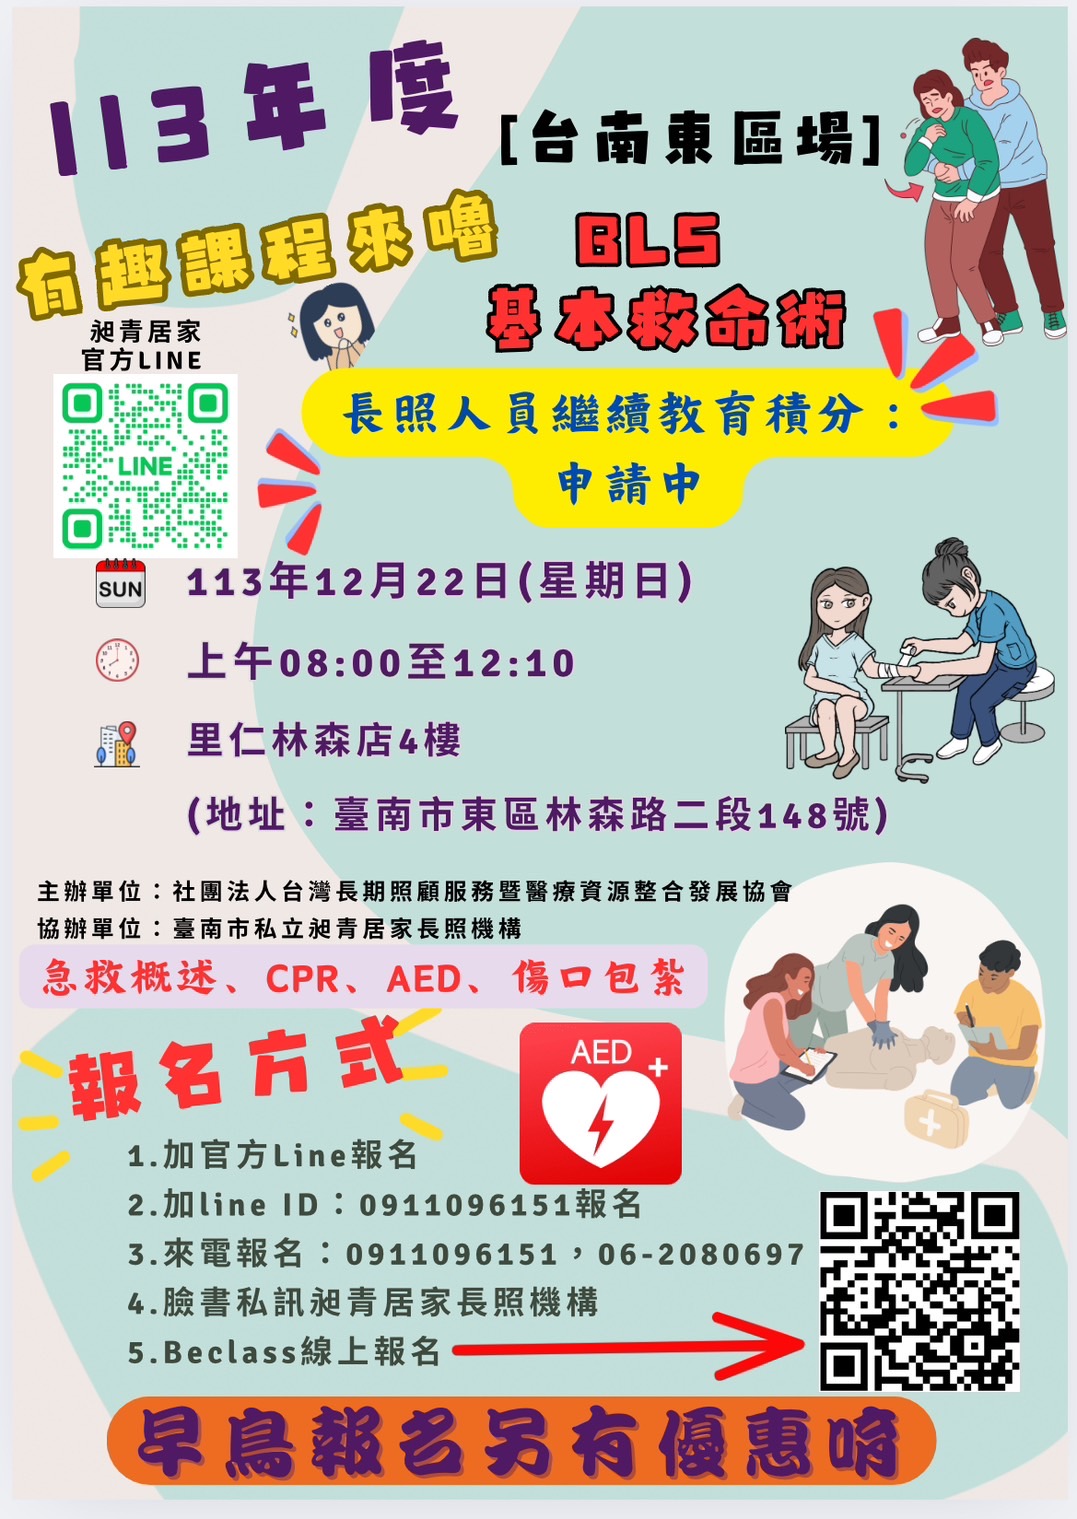 113年度
[台南東區場]
有趣課程來嚕
BLS
基本救命術
昶青居家
官方LINE
LINE
長照人員繼續教育積分：
申請中
SUN
113年12月22日(星期日)
上午08:00至12:10
里仁林森店4樓
(地址：臺南市東區林森路二段148號)
主辦單位：社團法人台灣長期照顧服務暨醫療資源整合發展協會
協辦單位：臺南市私立昶青居家長照機構
急救概述、CPR、AED、傷口包紮
報名方式
AED
1.加官方Line報名
2.加line ID：0911096151報名
3.來電報名：0911096151，06-2080697
4.臉書私訊昶青居家長照機構
5.Beclass線上報名
早鳥報名另有優惠唷